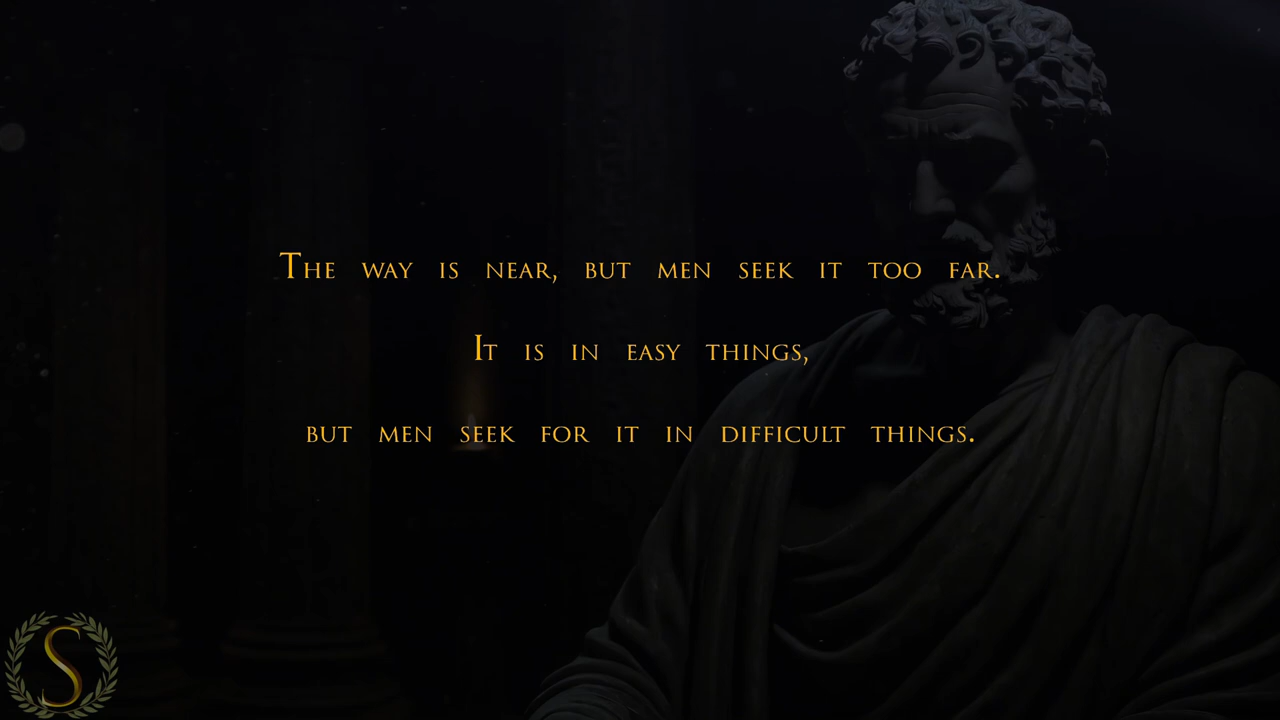 The way is near, but men seek it too far.
It is in easy things,
but men seek for it in difficult things.
S